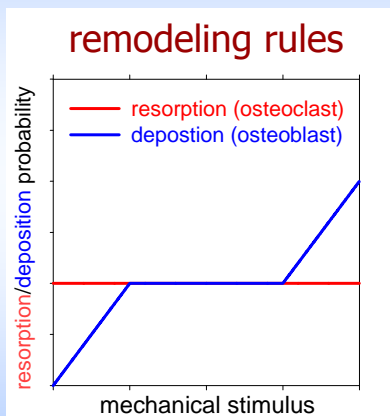 remodeling rules
resorption (osteoclast)
depostion (osteoblast)
resorption/deposition probability
mechanical stimulus